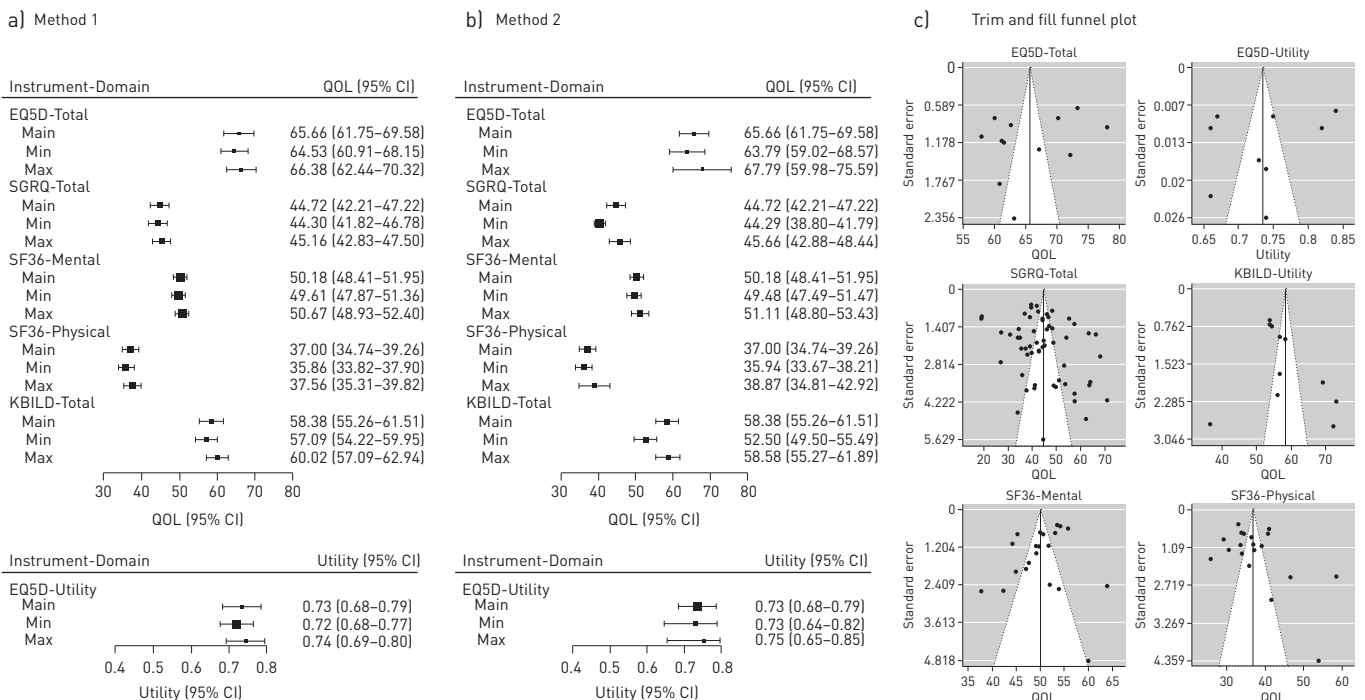 a) Method 1
Instrument-Domain QOL (95% CI)
EQ5D-Total
Main 65.66 (61.75–69.58)
Min 64.53 (60.91–68.15)
Max 66.38 (62.44–70.32)
SGRQ-Total
Main 44.72 (42.21–47.22)
Min 44.30 (41.82–46.78)
Max 45.16 (42.83–47.50)
SF36-Mental
Main 50.18 (48.41–51.95)
Min 49.61 (47.87–51.36)
Max 50.67 (48.93–52.40)
SF36-Physical
Main 37.00 (34.74–39.26)
Min 35.86 (33.82–37.90)
Max 37.56 (35.31–39.82)
KBILD-Total
Main 58.38 (55.26–61.51)
Min 57.09 (54.22–59.95)
Max 60.02 (57.09–62.94)
30 40 50 60 70 80
QOL (95% CI)
Instrument-Domain Utility (95% CI)
EQ5D-Utility
Main 0.73 (0.68–0.79)
Min 0.72 (0.68–0.77)
Max 0.74 (0.69–0.80)
0.4 0.5 0.6 0.7 0.8
Utility (95% CI)
b) Method 2
Instrument-Domain QOL (95% CI)
EQ5D-Total
Main 65.66 (61.75–69.58)
Min 63.79 (59.02–68.57)
Max 67.79 (59.98–75.59)
SGRQ-Total
Main 44.72 (42.21–47.22)
Min 44.29 (38.80–41.79)
Max 45.66 (42.88–48.44)
SF36-Mental
Main 50.18 (48.41–51.95)
Min 49.48 (47.49–51.47)
Max 51.11 (48.80–53.43)
SF36-Physical
Main 37.00 (34.74–39.26)
Min 35.94 (33.67–38.21)
Max 38.87 (34.81–42.92)
KBILD-Total
Main 58.38 (55.26–61.51)
Min 52.50 (49.50–55.49)
Max 58.58 (55.27–61.89)
30 40 50 60 70 80
QOL (95% CI)
Instrument-Domain Utility (95% CI)
EQ5D-Utility
Main 0.73 (0.68–0.79)
Min 0.73 (0.64–0.82)
Max 0.75 (0.65–0.85)
0.4 0.5 0.6 0.7 0.8
Utility (95% CI)
c) Trim and fill funnel plot
EQ5D-Total
Standard error
0
0.589
1.178
1.767
2.356
55 60 65 70 75 80
QOL
EQ5D-Utility
Standard error
0
0.007
0.013
0.02
0.026
0.65 0.7 0.75 0.8 0.85
Utility
SGRQ-Total
Standard error
0
1.407
2.814
4.222
5.629
20 30 40 50 60 70
QOL
KBILD-Utility
Standard error
0
0.762
1.523
2.285
3.046
40 50 60 70
QOL
SF36-Mental
Standard error
0
1.204
2.409
3.613
4.818
35 40 45 50 55 60 65
QOL
SF36-Physical
Standard error
0
1.09
2.719
3.269
4.359
30 40 50 60
QOL